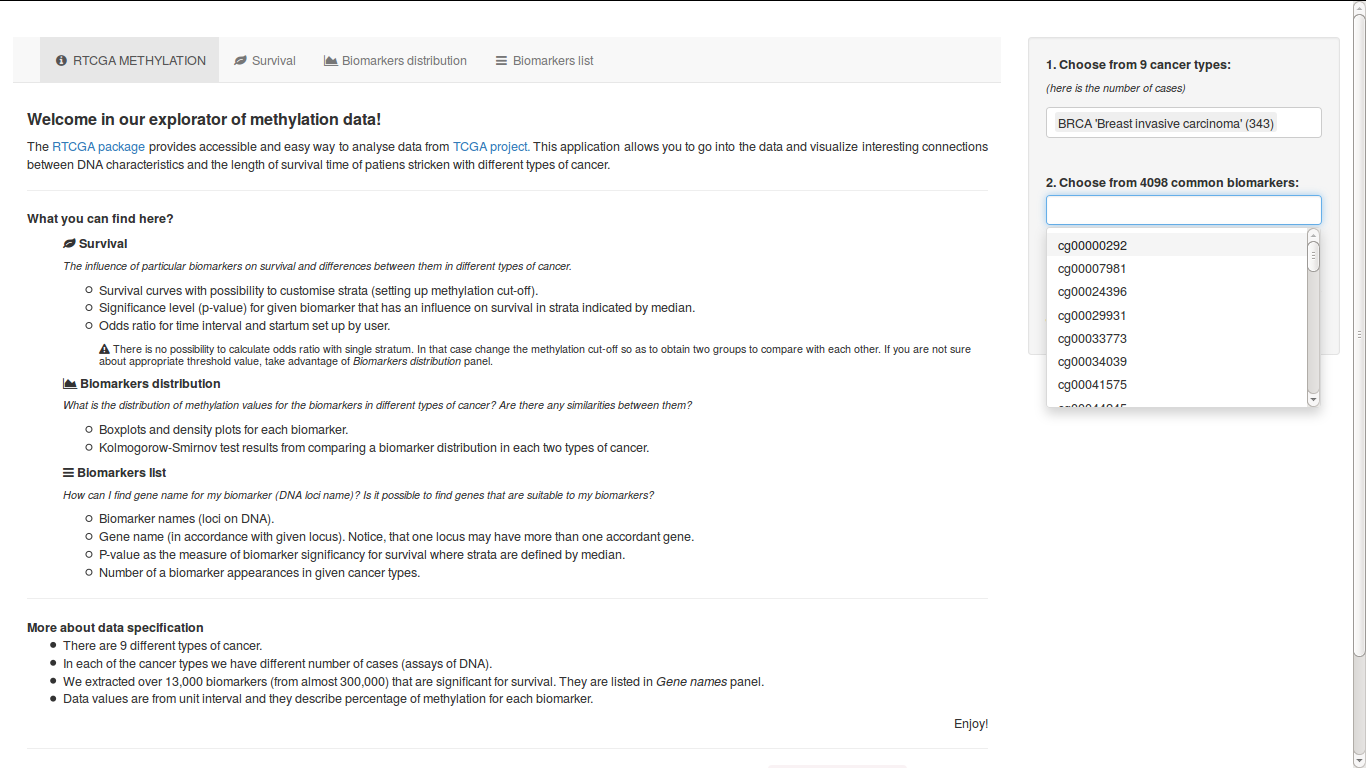 RTCGA METHYLATION
Survival
Biomarkers distribution
Biomarkers list
Welcome in our explorator of methylation data!
The RTCGA package provides accessible and easy way to analyse data from TCGA project. This application allows you to go into the data and visualize interesting connections
between DNA characteristics and the length of survival time of patiens stricken with different types of cancer.
What you can find here?
Survival
The influence of particular biomarkers on survival and differences between them in different types of cancer.
Survival curves with possibility to customise strata (setting up methylation cut-off).
Significance level (p-value) for given biomarker that has an influence on survival in strata indicated by median.
Odds ratio for time interval and startum set up by user.
There is no possibility to calculate odds ratio with single stratum. In that case change the methylation cut-off so as to obtain two groups to compare with each other. If you are not sure
about appropriate threshold value, take advantage of Biomarkers distribution panel.
Biomarkers distribution
What is the distribution of methylation values for the biomarkers in different types of cancer? Are there any similarities between them?
Boxplots and density plots for each biomarker.
Kolmogorow-Smirnov test results from comparing a biomarker distribution in each two types of cancer.
Biomarkers list
How can I find gene name for my biomarker (DNA loci name)? Is it possible to find genes that are suitable to my biomarkers?
Biomarker names (loci on DNA).
Gene name (in accordance with given locus). Notice, that one locus may have more than one accordant gene.
P-value as the measure of biomarker significancy for survival where strata are defined by median.
Number of a biomarker appearances in given cancer types.
More about data specification
There are 9 different types of cancer.
In each of the cancer types we have different number of cases (assays of DNA).
We extracted over 13,000 biomarkers (from almost 300,000) that are significant for survival. They are listed in Gene names panel.
Data values are from unit interval and they describe percentage of methylation for each biomarker.
Enjoy!
1. Choose from 9 cancer types:
(here is the number of cases)
BRCA 'Breast invasive carcinoma' (343)
2. Choose from 4098 common biomarkers:
cg00000292
cg00007981
cg00024396
cg00029931
cg00033773
cg00034039
cg00041575